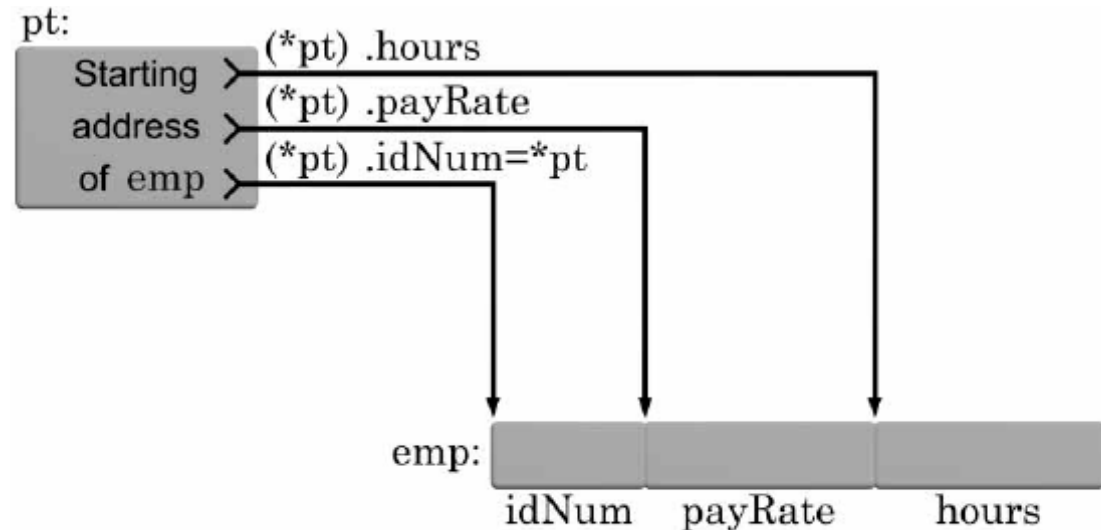 pt:
Starting
address
of emp
(*pt) .hours
(*pt) .payRate
(*pt) .idNum=*pt
emp:
idNum payRate hours